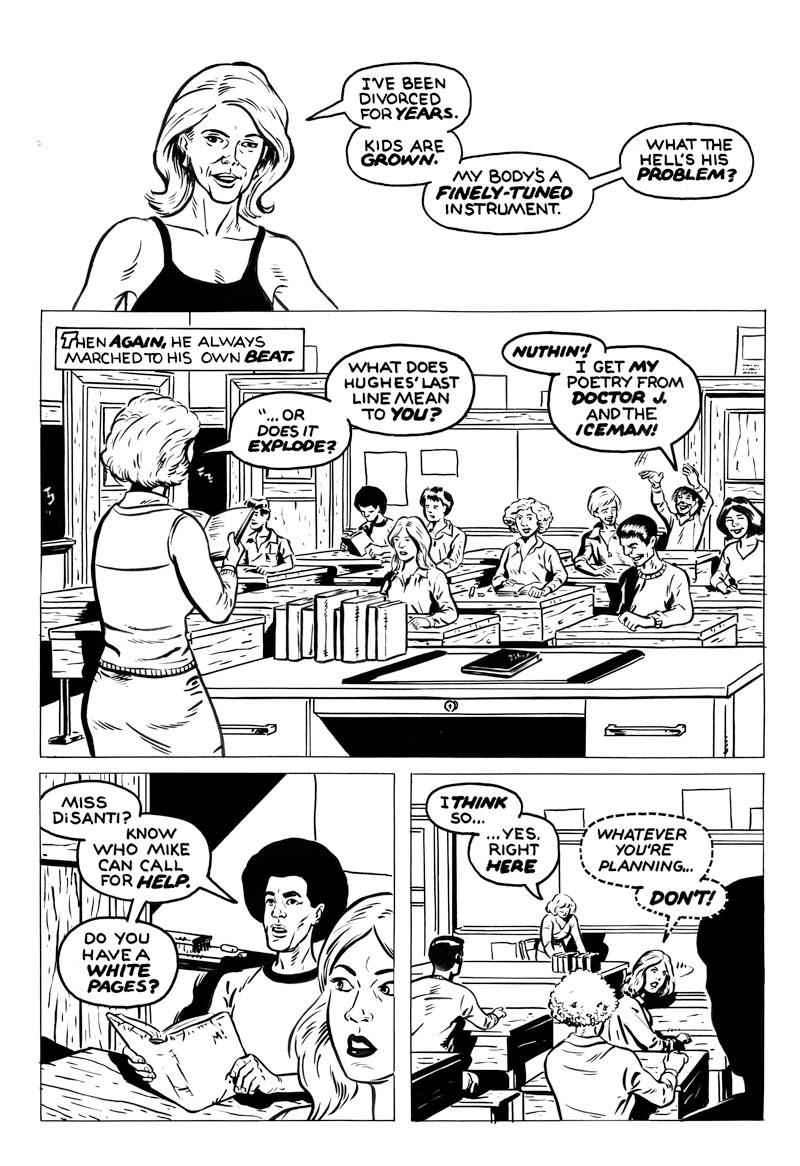 I'VE BEEN
DIVORCED
FOR YEARS.
KIDS ARE
GROWN.
MY BODY'S A
FINELY-TUNED
INSTRUMENT.
WHAT THE
HELL'S HIS
PROBLEM?
THEN AGAIN, HE ALWAYS
MARCHED TO HIS OWN BEAT.
"...OR
DOES IT
EXPLODE?
WHAT DOES
HUGHES' LAST
LINE MEAN
TO YOU?
NUTHIN'!
I GET MY
POETRY FROM
DOCTOR J.
AND THE
ICEMAN!
MISS
DiSANTI?
KNOW
WHO MIKE
CAN CALL
FOR HELP.
DO YOU
HAVE A
WHITE
PAGES?
M!
I THINK
SO...
...YES,
RIGHT
HERE
WHATEVER
YOU'RE
PLANNING...
DON'T!